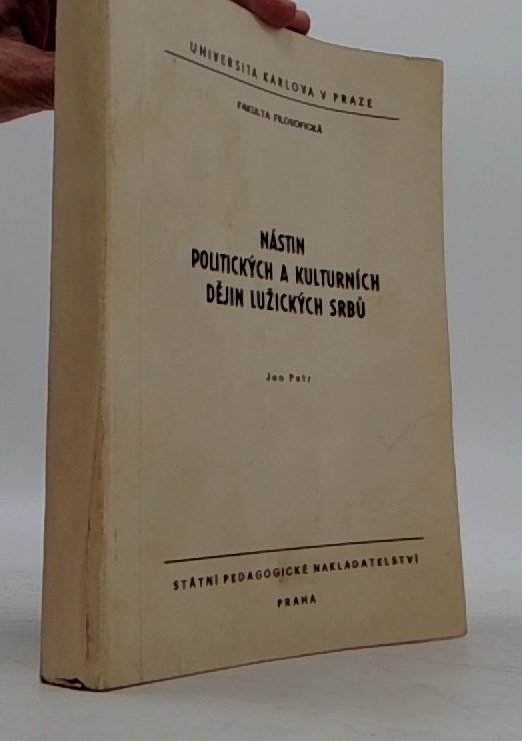 UNIVERSITA KARLOVA V PRAZE
FAKULTA FILOSOFICKÁ
NÁSTIN
POLITICKÝCH A KULTURNÍCH
DĚJIN LUŽICKÝCH SRBŮ
Jan Petr
STÁTNÍ PEDAGOGICKÉ NAKLADATELSTVÍ
PRAHA